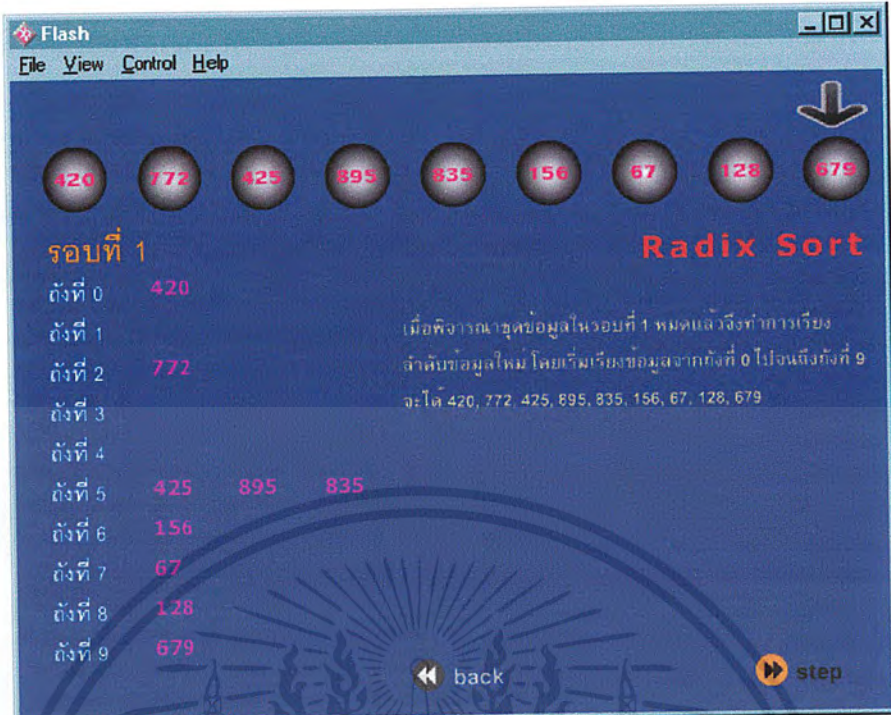 Flash
File View Control Help
420 772 425 895 835 156 67 128 679
รอบที่ 1
Radix Sort
ถังที่ 0 420
ถังที่ 1
ถังที่ 2 772
ถังที่ 3
ถังที่ 4
ถังที่ 5 425 895 835
ถังที่ 6 156
ถังที่ 7 67
ถังที่ 8 128
ถังที่ 9 679
เมื่อพิจารณาชุดข้อมูลในรอบที่ 1 หมดแล้วจึงทำการเรียง
ลำดับข้อมูลใหม่ โดยเริ่มเรียงข้อมูลจากถังที่ 0 ไปจนถึงถังที่ 9
จะได้ 420, 772, 425, 895, 835, 156, 67, 128, 679
back
step